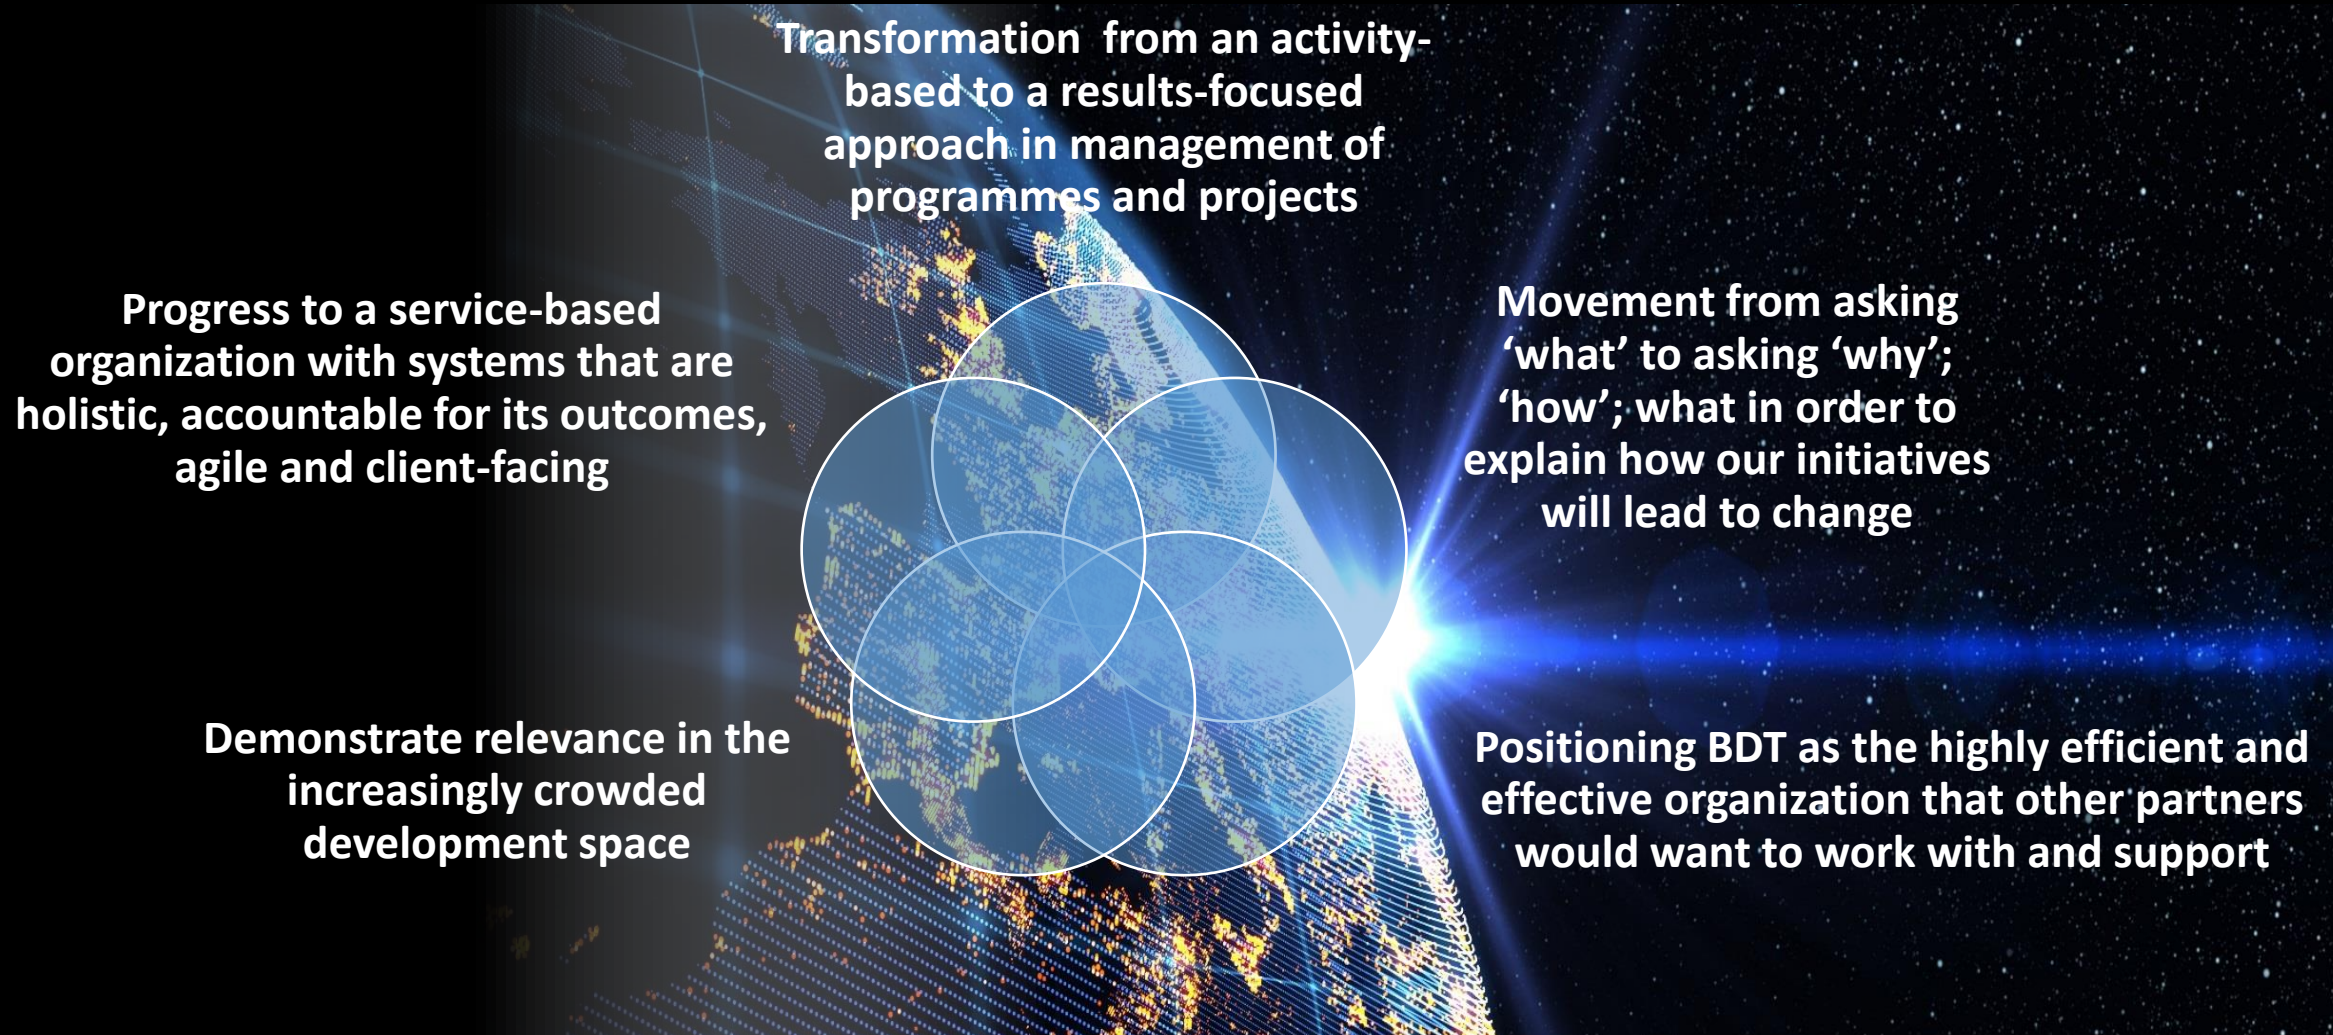 Transformation  from an activity-
based to a results-focused
approach in management of
programmes and projects
Movement from asking
‘what’ to asking ‘why’;
‘how’; what in order to
explain how our initiatives
will lead to change
Positioning BDT as the highly efficient and
effective organization that other partners
would want to work with and support
Demonstrate relevance in the
increasingly crowded
development space
Progress to a service-based
organization with systems that are
holistic, accountable for its outcomes,
agile and client-facing